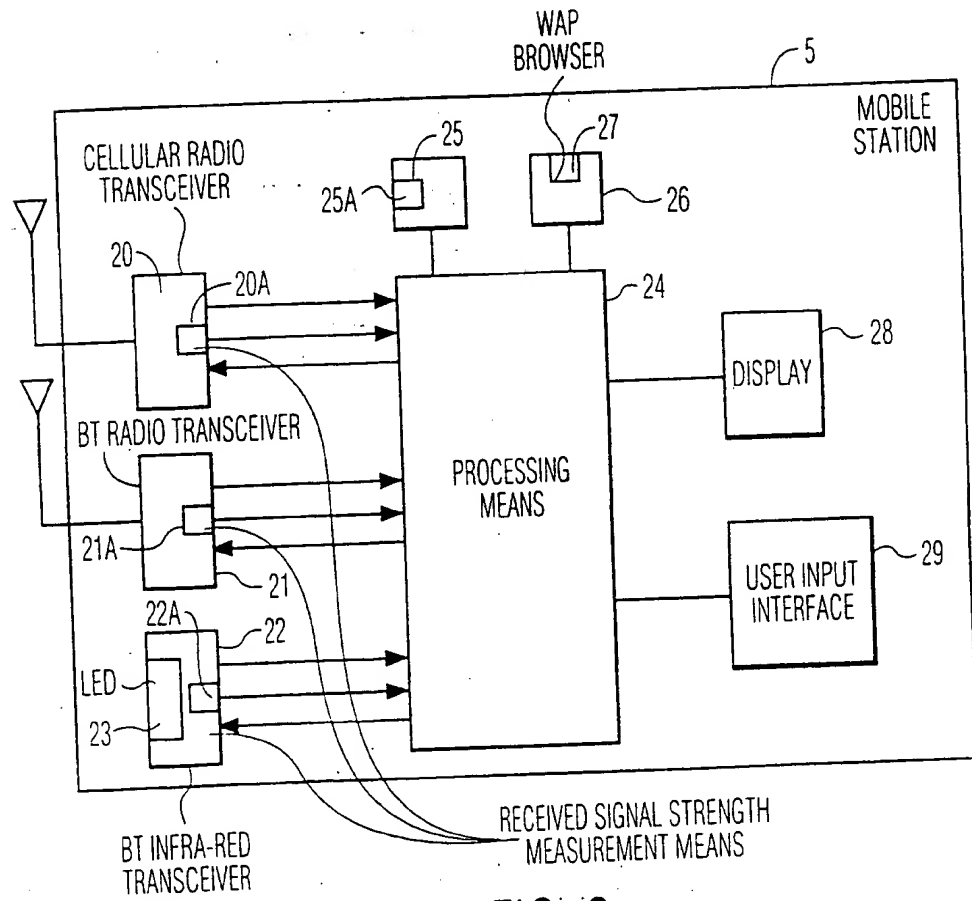 WAP
BROWSER
5
MOBILE
STATION
CELLULAR RADIO
TRANSCEIVER
25
25A
27
26
20
20A
24
28
DISPLAY
BT RADIO TRANSCEIVER
PROCESSING
MEANS
21A
21
29
USER INPUT
INTERFACE
22A
22
LED
23
RECEIVED SIGNAL STRENGTH
MEASUREMENT MEANS
BT INFRA-RED
TRANSCEIVER